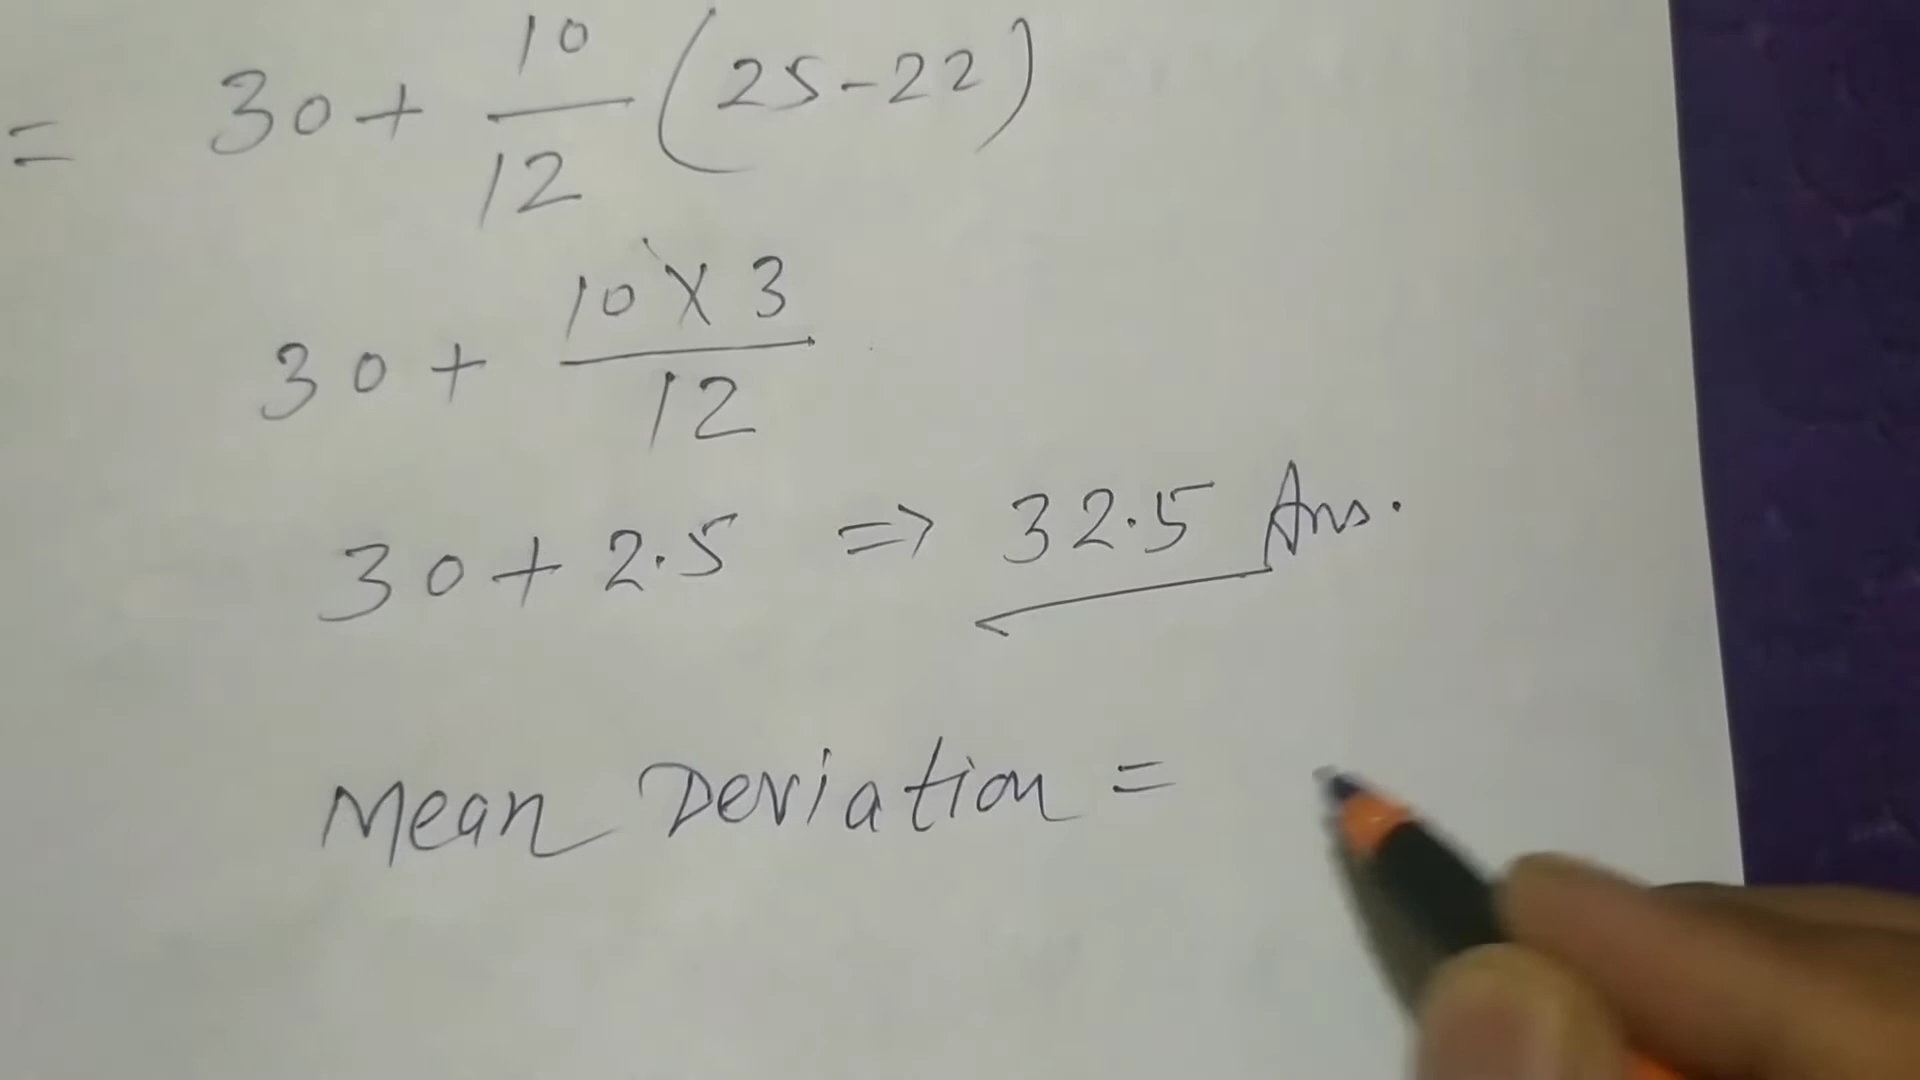 = 30 + 10/12 (25-22)
30 + 10 X 3/12
30 + 2.5 => 32.5 Ans.
Mean Deviation =